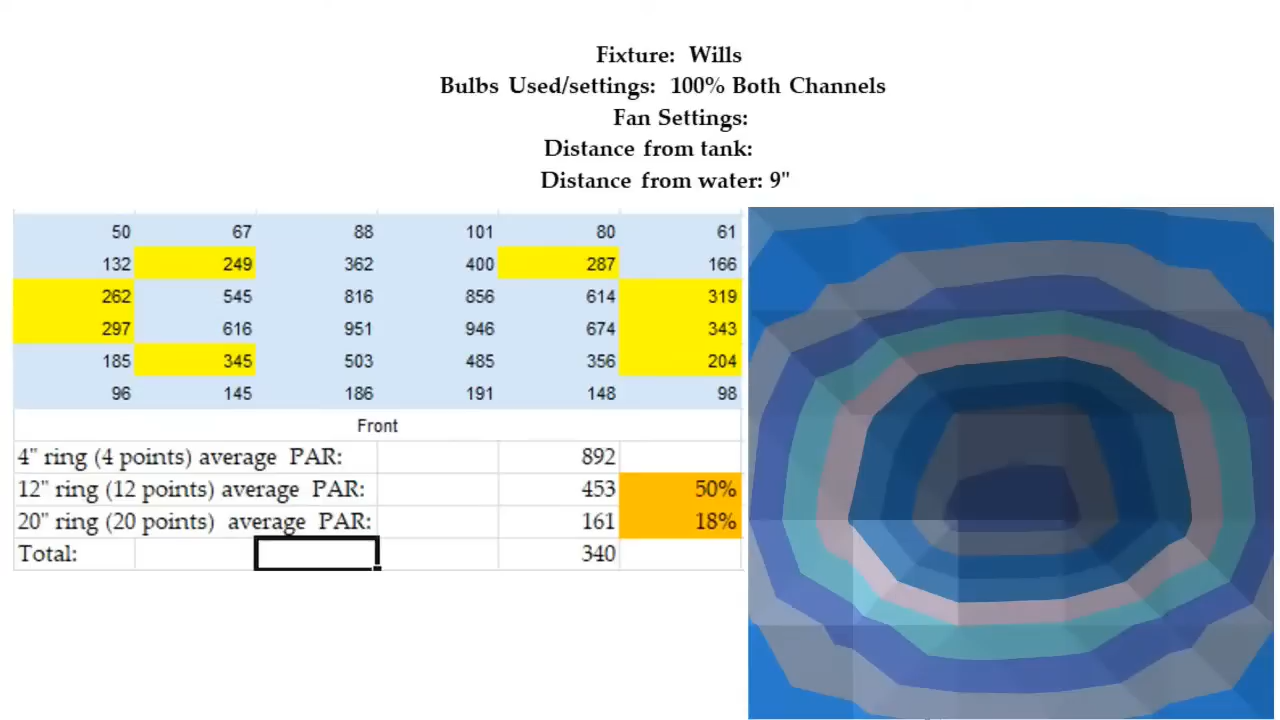 Fixture: Wills
Bulbs Used/settings: 100% Both Channels
Fan Settings:
Distance from tank:
Distance from water: 9"
50 67 88 101 80 61
132 249 362 400 287 166
262 545 816 856 614 319
297 616 951 946 674 343
185 345 503 485 356 204
96 145 186 191 148 98
Front
4" ring (4 points) average PAR: 892
12" ring (12 points) average PAR: 453 50%
20" ring (20 points) average PAR: 161 18%
Total: 340